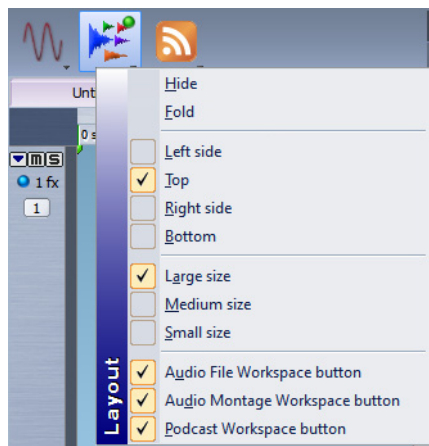 Hide
Unt
Fold
0 s
Left side
m s
1 fx
Top
1
Right side
Bottom
Large size
Medium size
Small size
Layout
Audio File Workspace button
Audio Montage Workspace button
Podcast Workspace button